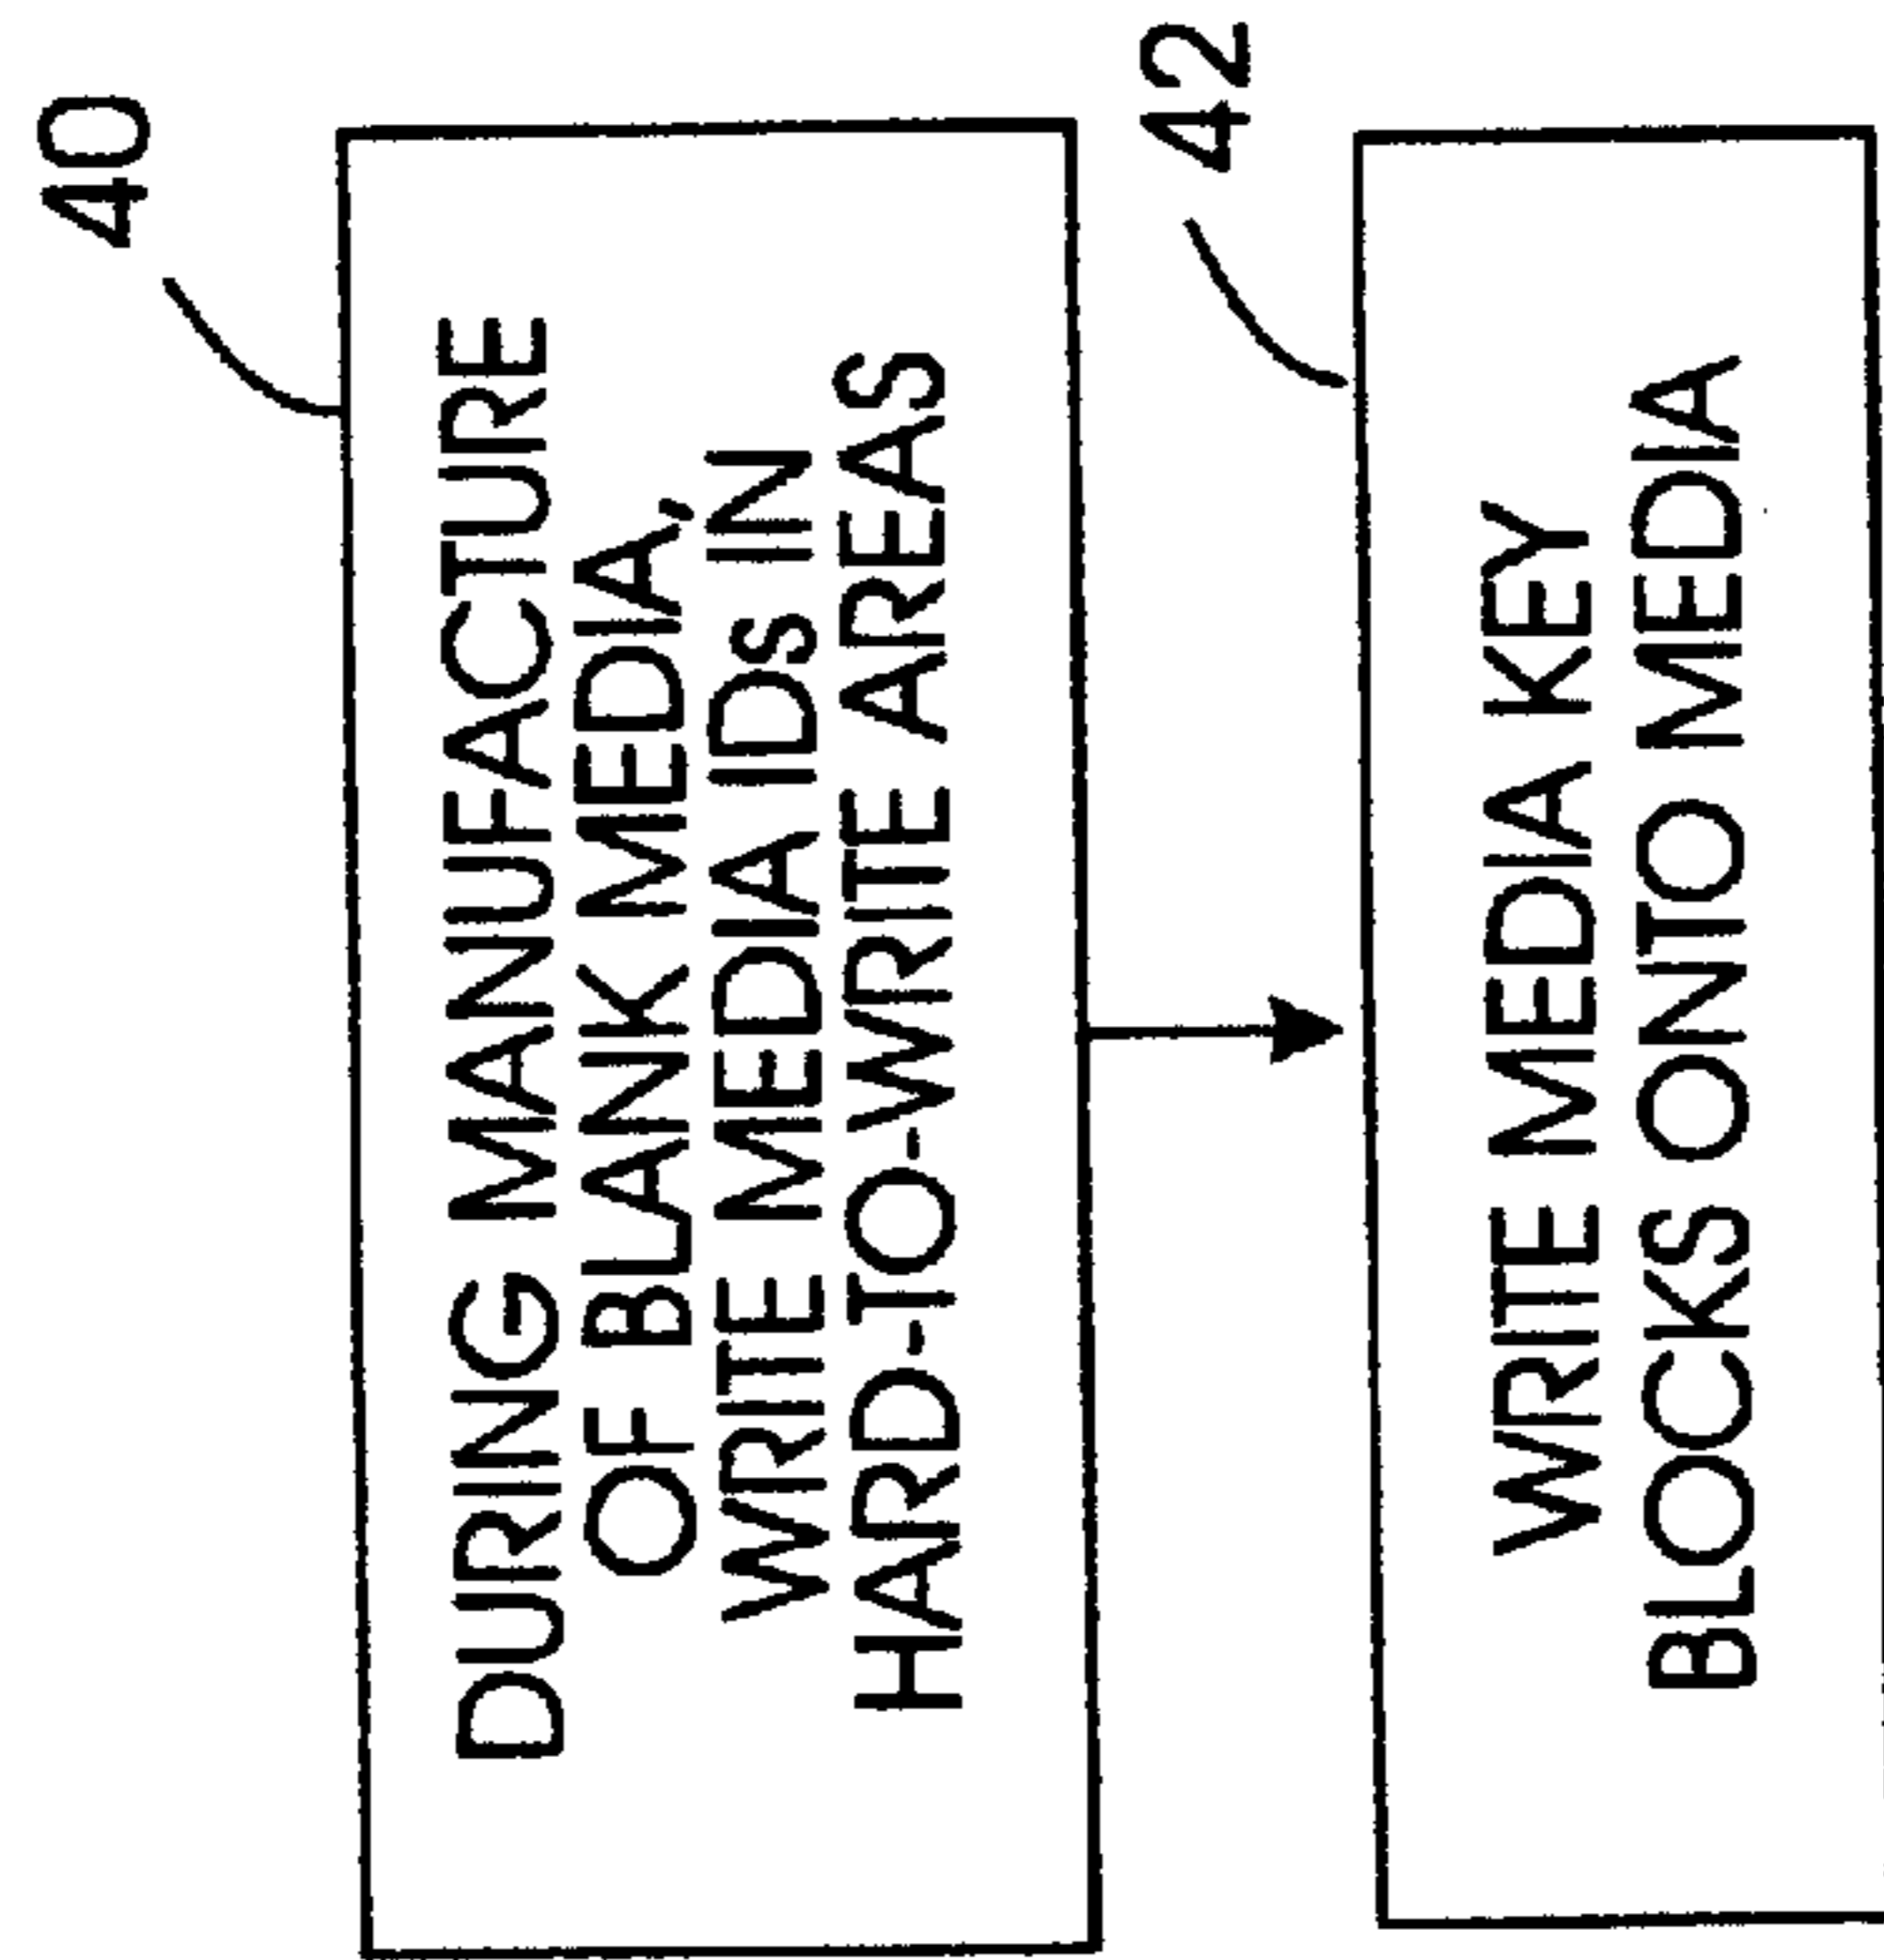 40
DURING MANUFACTURE
OF BLANK MEDIA,
WRITE MEDIA IDs IN
HARD-TO-WRITE AREAS
42
WRITE MEDIA KEY
BLOCKS ONTO MEDIA